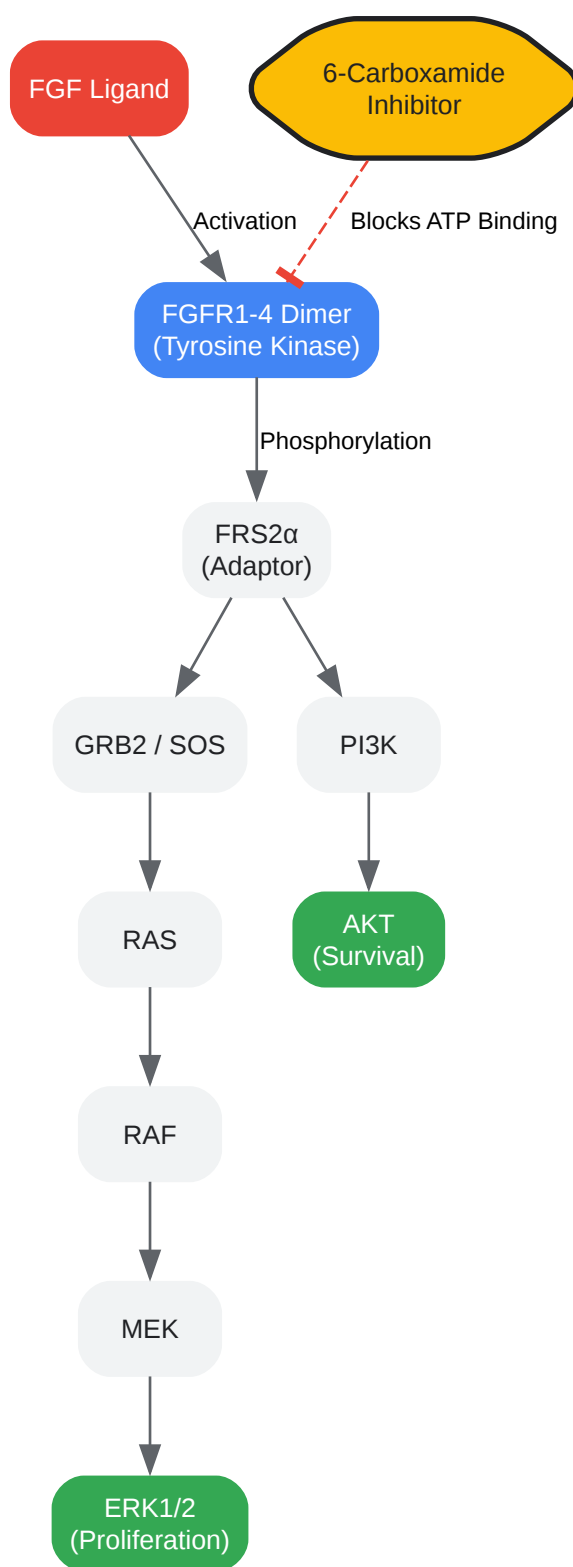 FGF Ligand
6-Carboxamide
Inhibitor
Activation
Blocks ATP Binding
FGFR1-4 Dimer
(Tyrosine Kinase)
Phosphorylation
FRS2α
(Adaptor)
GRB2 / SOS
PI3K
RAS
AKT
(Survival)
RAF
MEK
ERK1/2
(Proliferation)